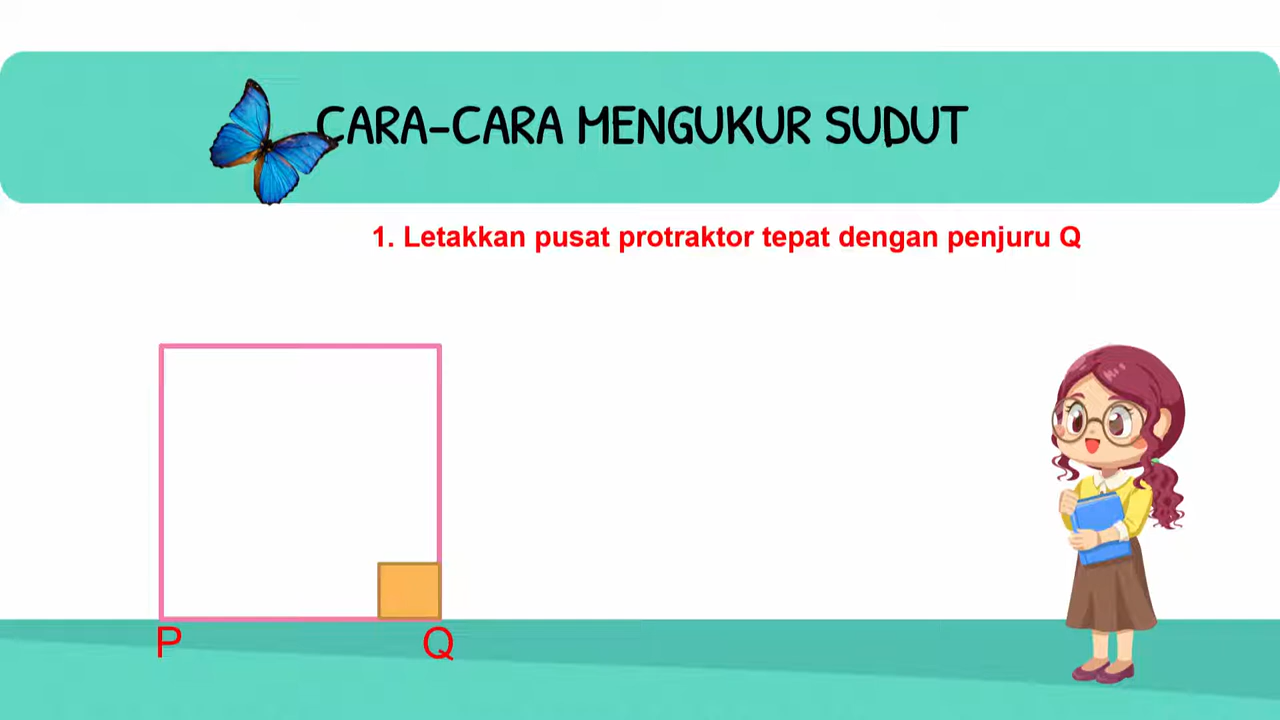 CARA-CARA MENGUKUR SUDUT
1. Letakkan pusat protraktor tepat dengan penjuru Q
P
Q